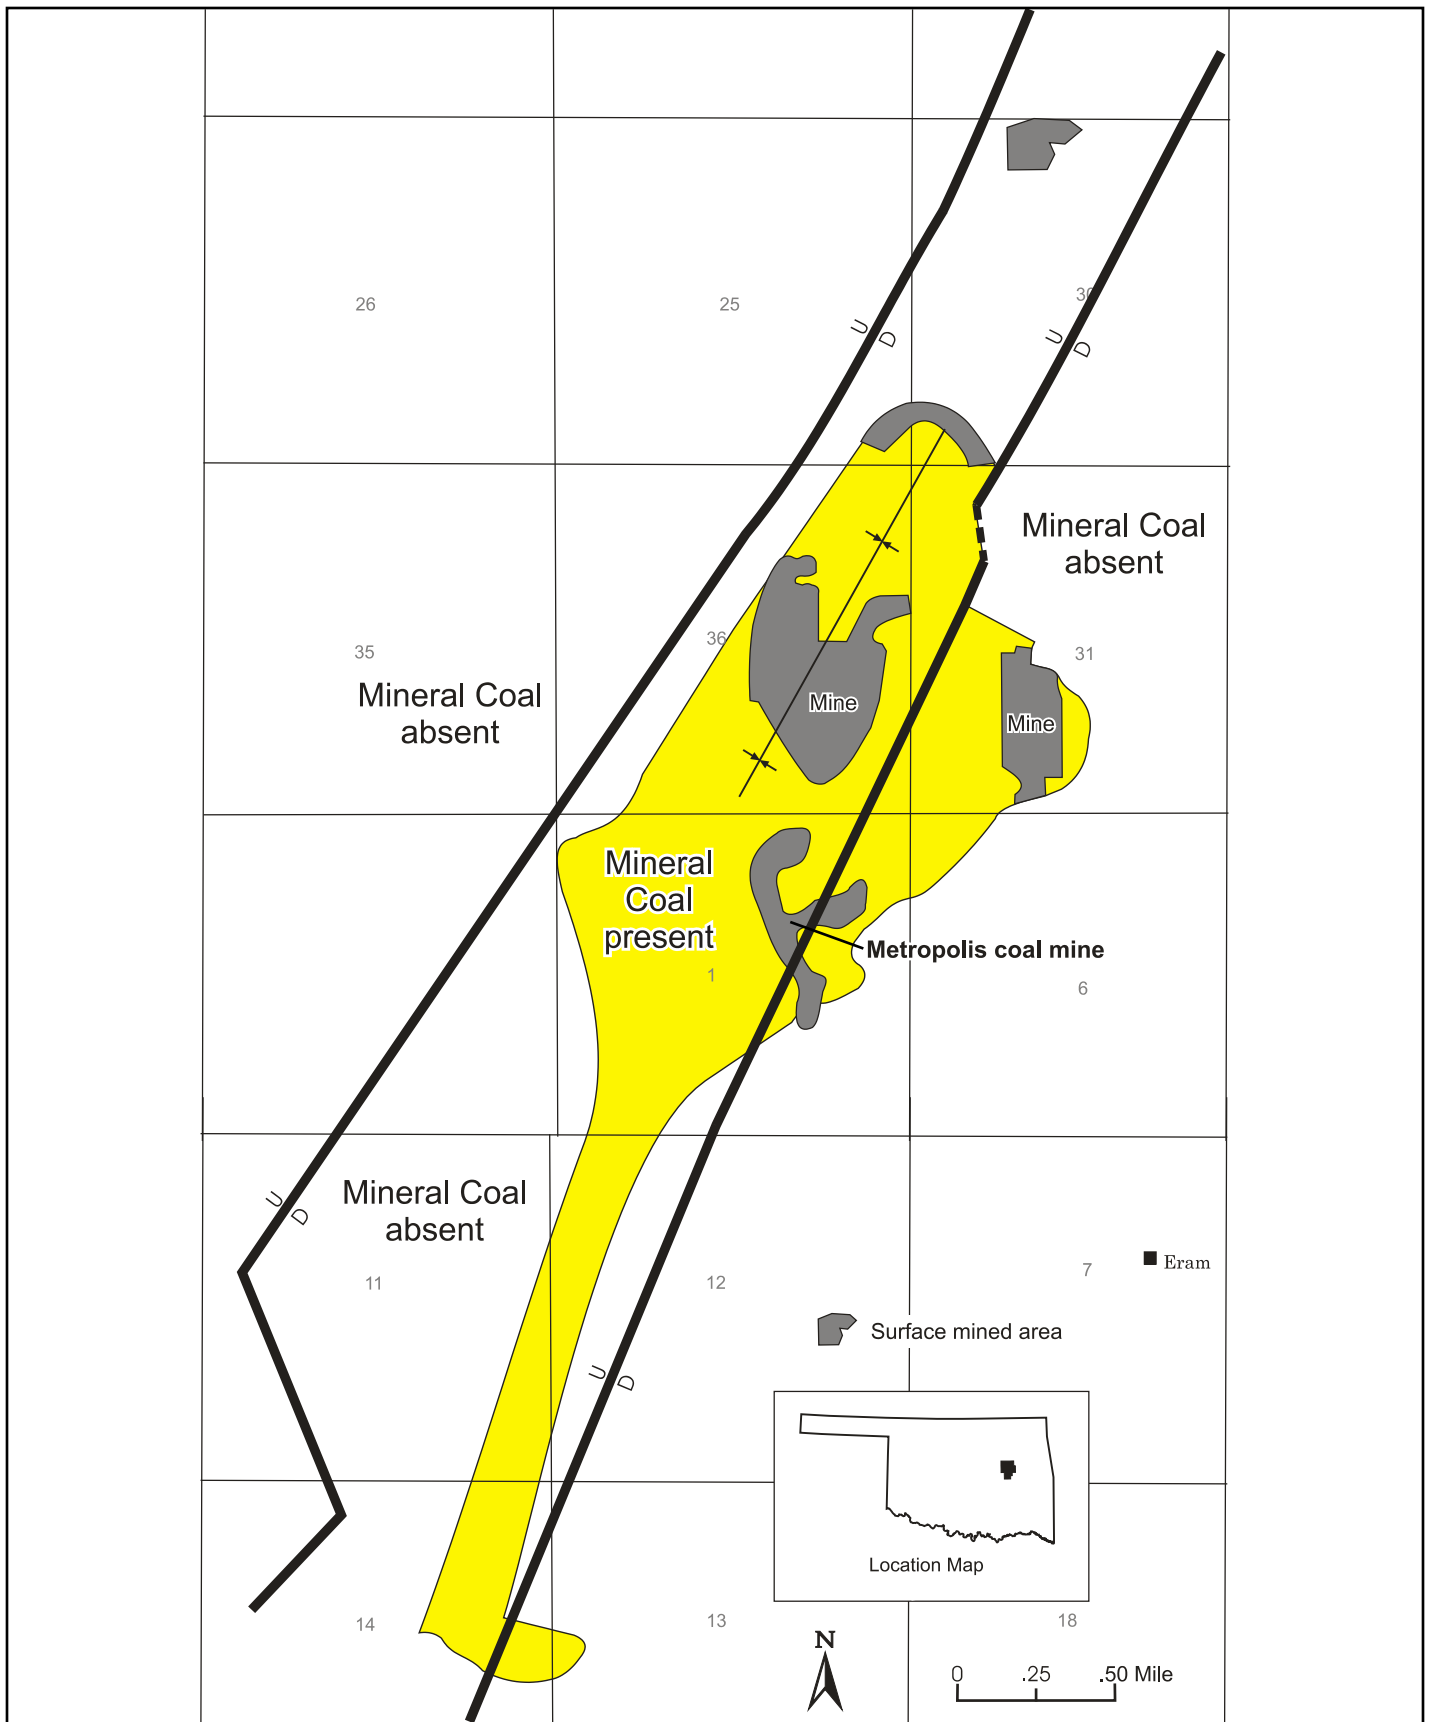 26
25
30
U
D
U
D
Mineral Coal
absent
35
36
31
Mineral Coal
absent
Mine
Mine
Mineral
Coal
present
Metropolis coal mine
1
6
Mineral Coal
absent
U
D
11
12
7
Eram
Surface mined area
U
D
Location Map
14
13
18
N
0 .25 .50 Mile